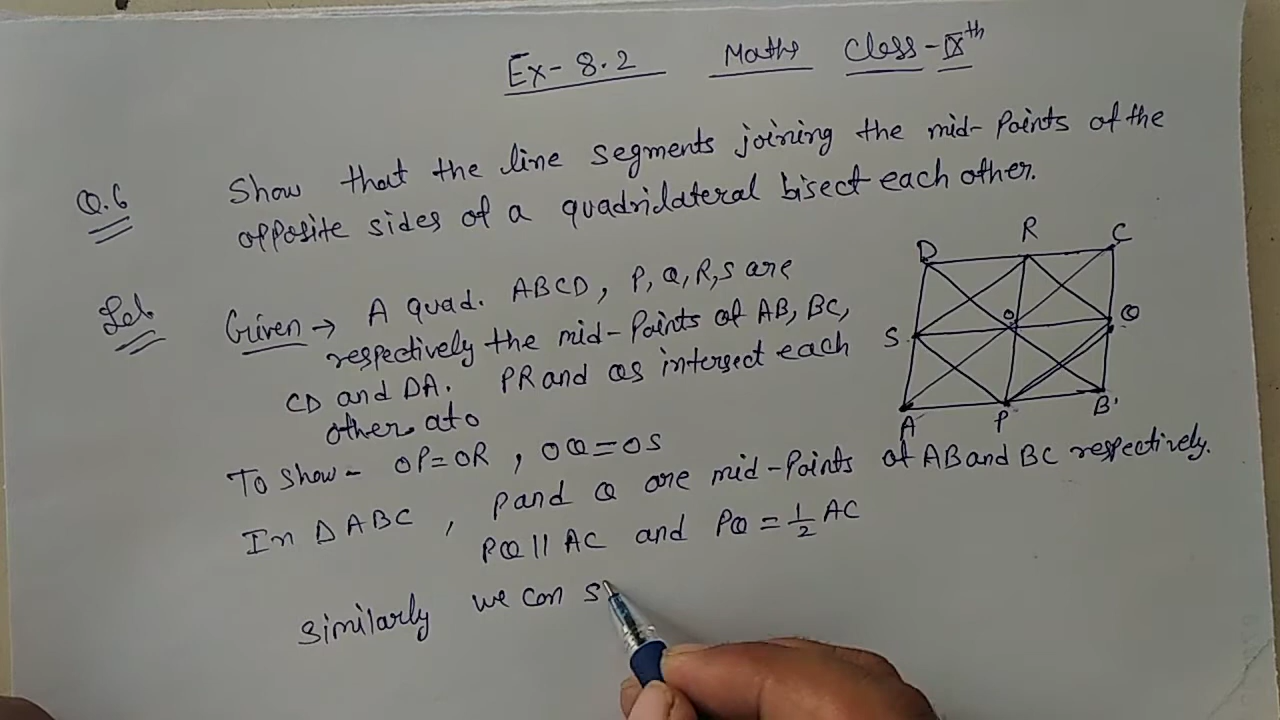 Ex-8.2 Maths Class-IXth
Q.6 Show that the line segments joining the mid-Points of the
opposite sides of a quadrilateral bisect each other.
Sol. Given → A quad. ABCD, P, Q, R, S are
respectively the mid-Points of AB, BC,
CD and DA. PR and QS intersect each
other at O
To show - OP=OR, OQ=OS
In Δ ABC, P and Q are mid-Points of AB and BC respectively.
PQ || AC and PQ = 1/2 AC
Similarly we can s
D R C
S O Q
A P B